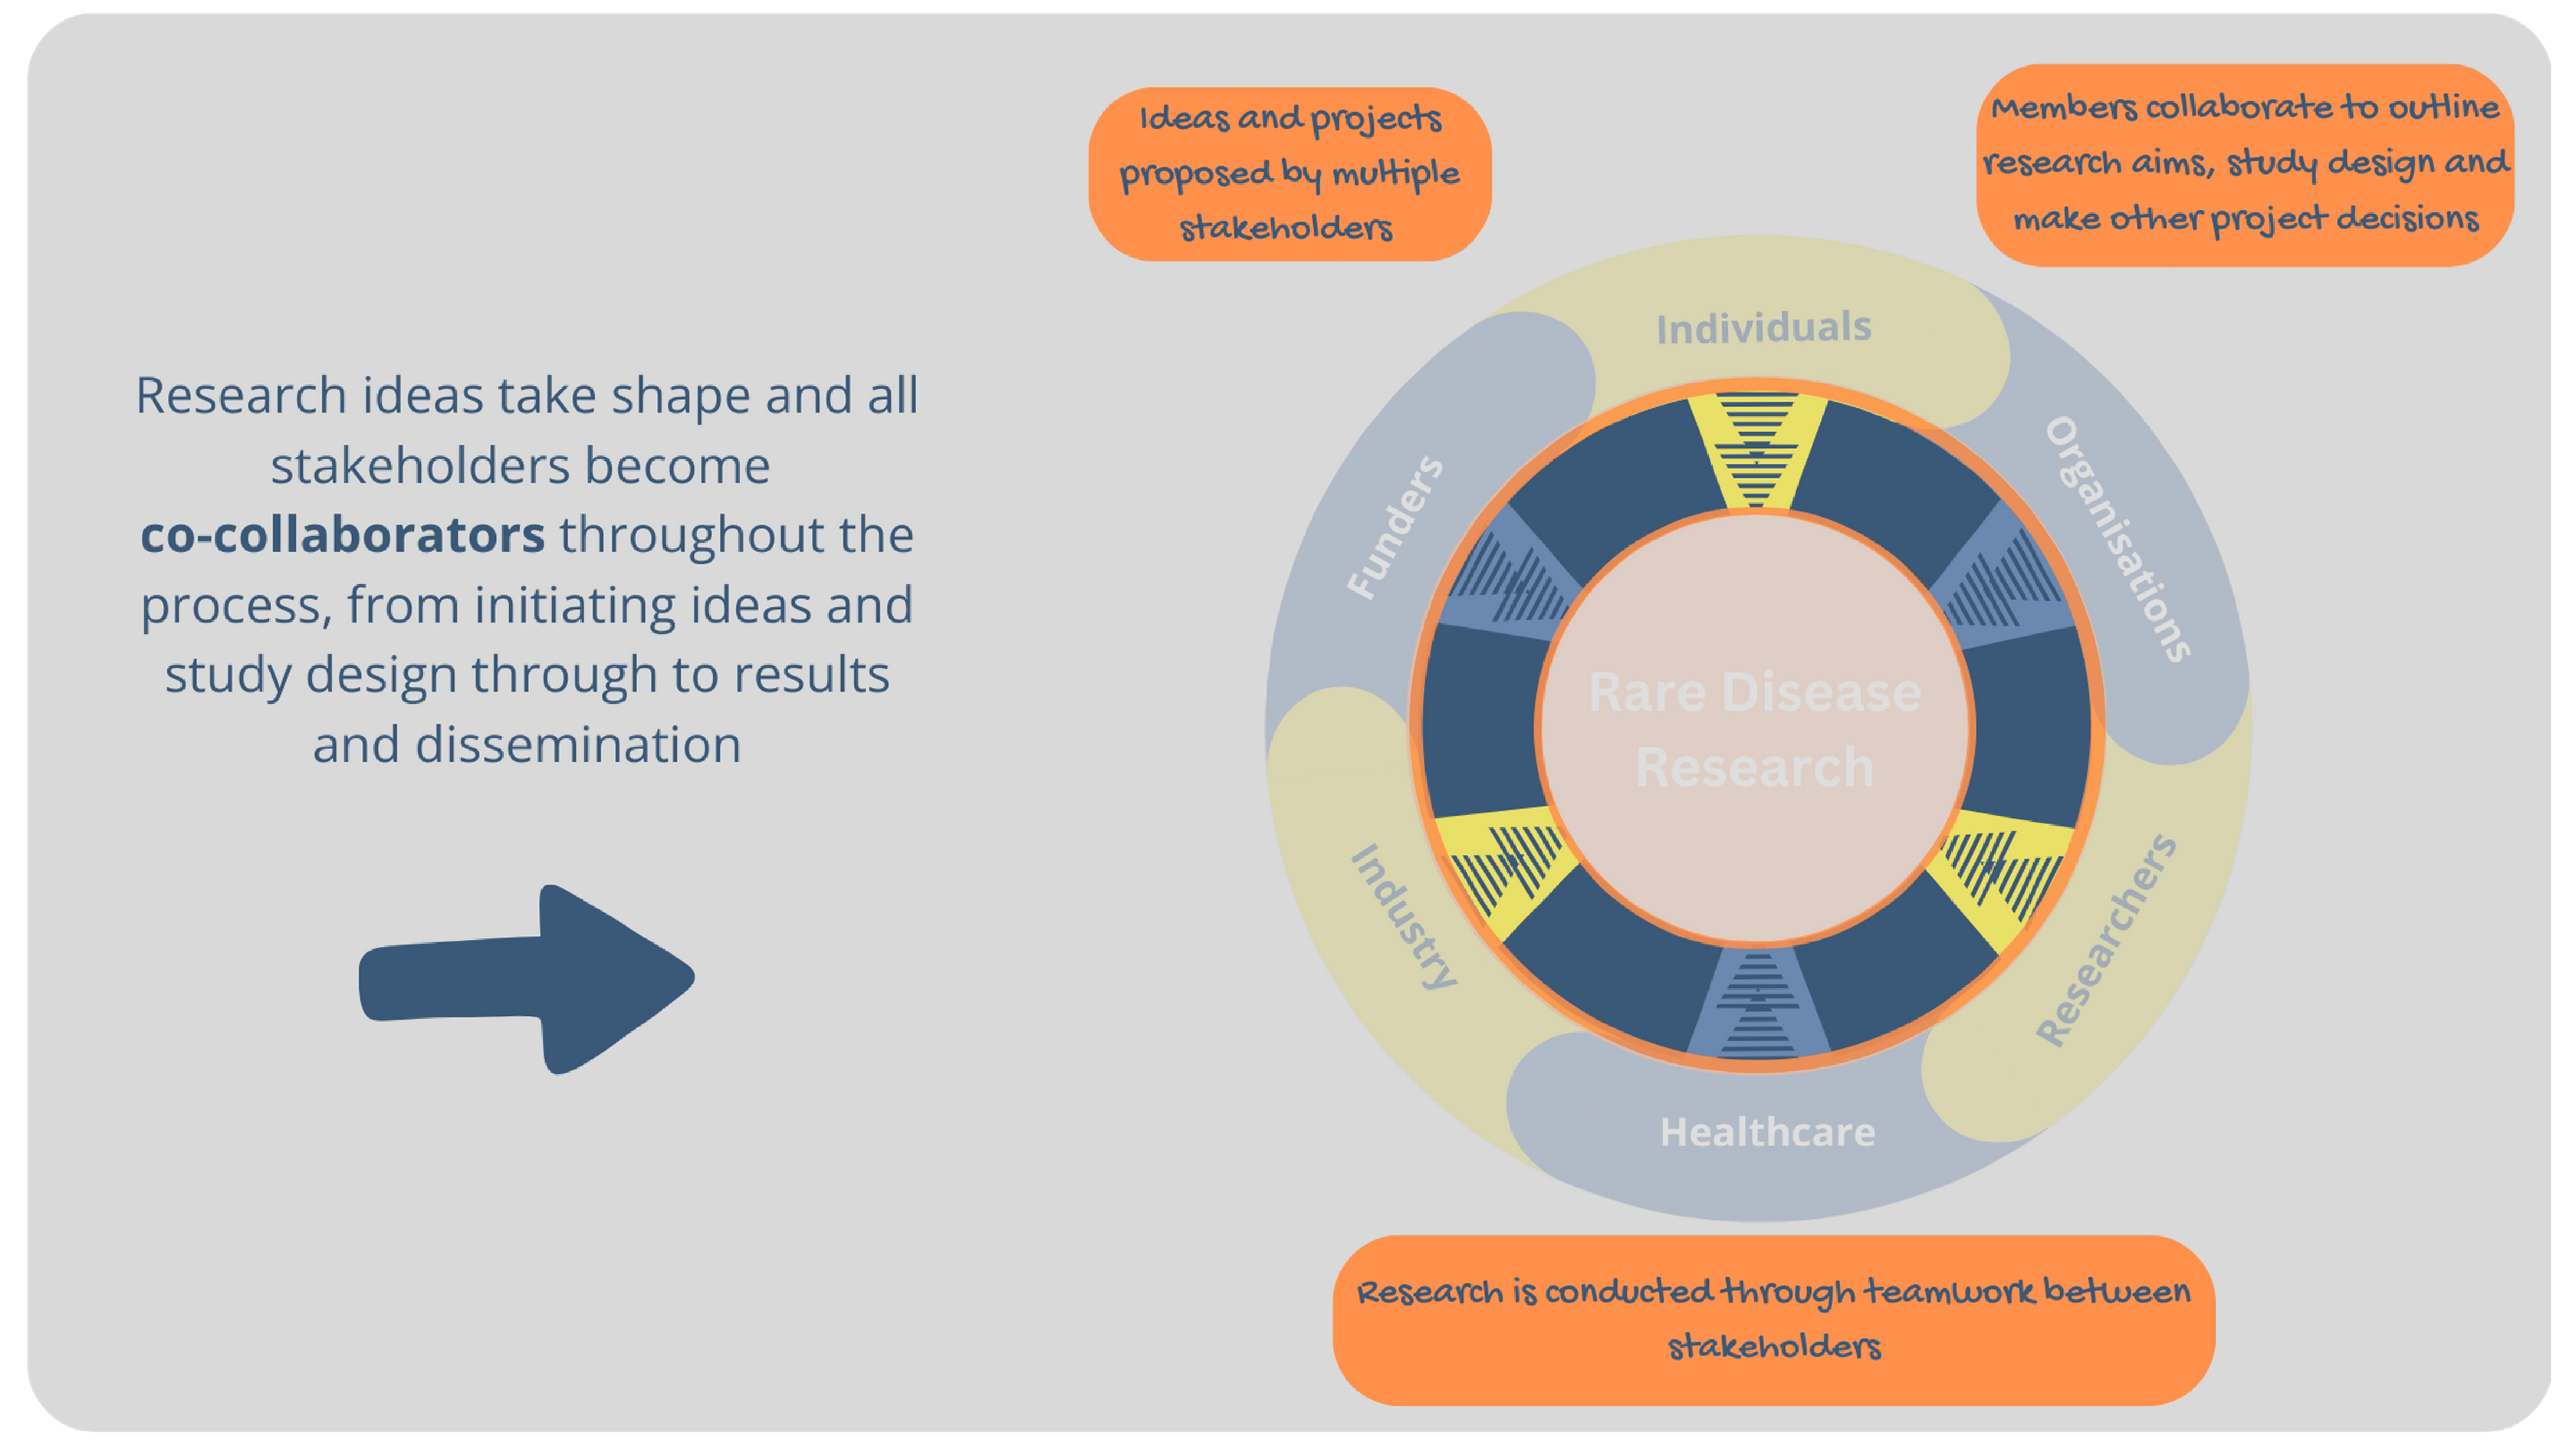 Research ideas take shape and all
stakeholders become
co-collaborators throughout the
process, from initiating ideas and
study design through to results
and dissemination
Ideas and projects
proposed by multiple
stakeholders
Members collaborate to outline
research aims, study design and
make other project decisions
Individuals
Organisations
Researchers
Healthcare
Industry
Funders
Rare Disease
Research
Research is conducted through teamwork between
stakeholders